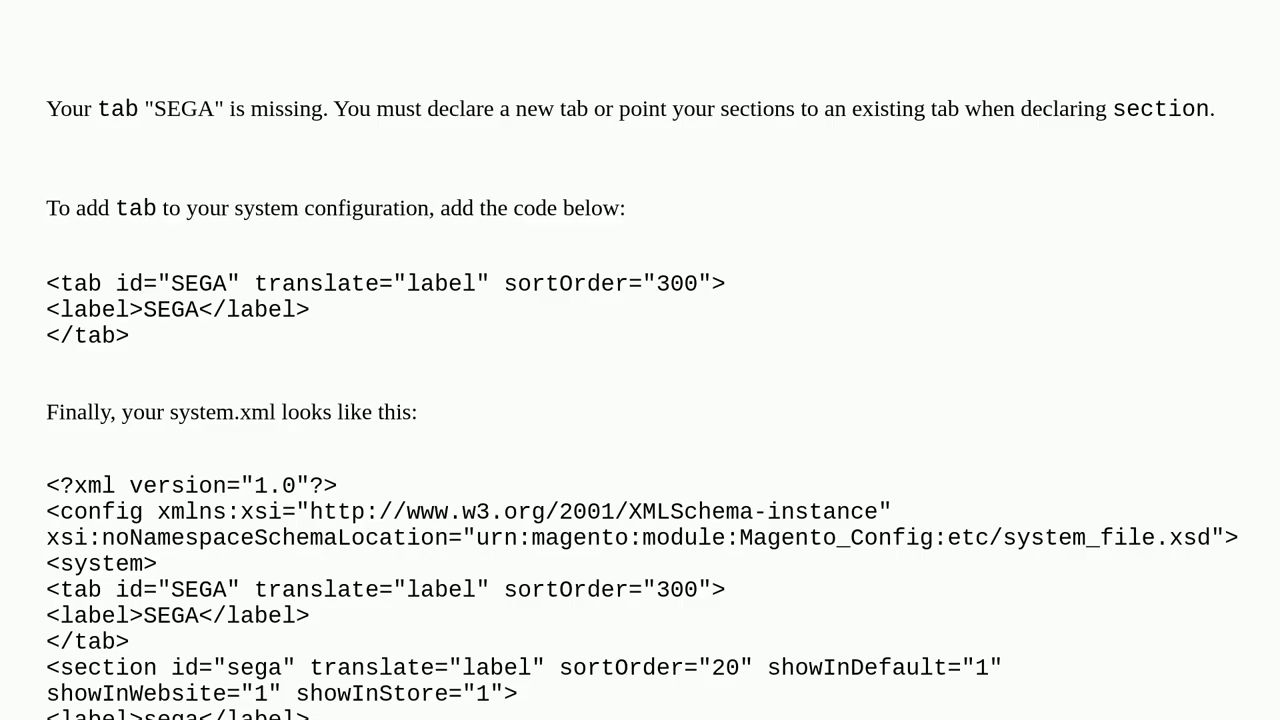 Your tab "SEGA" is missing. You must declare a new tab or point your sections to an existing tab when declaring section.
To add tab to your system configuration, add the code below:
<tab id="SEGA" translate="label" sortOrder="300">
<label>SEGA</label>
</tab>
Finally, your system.xml looks like this:
<?xml version="1.0"?>
<config xmlns:xsi="http://www.w3.org/2001/XMLSchema-instance"
xsi:noNamespaceSchemaLocation="urn:magento:module:Magento_Config:etc/system_file.xsd">
<system>
<tab id="SEGA" translate="label" sortOrder="300">
<label>SEGA</label>
</tab>
<section id="sega" translate="label" sortOrder="20" showInDefault="1"
showInWebsite="1" showInStore="1">
<label>sega</label>